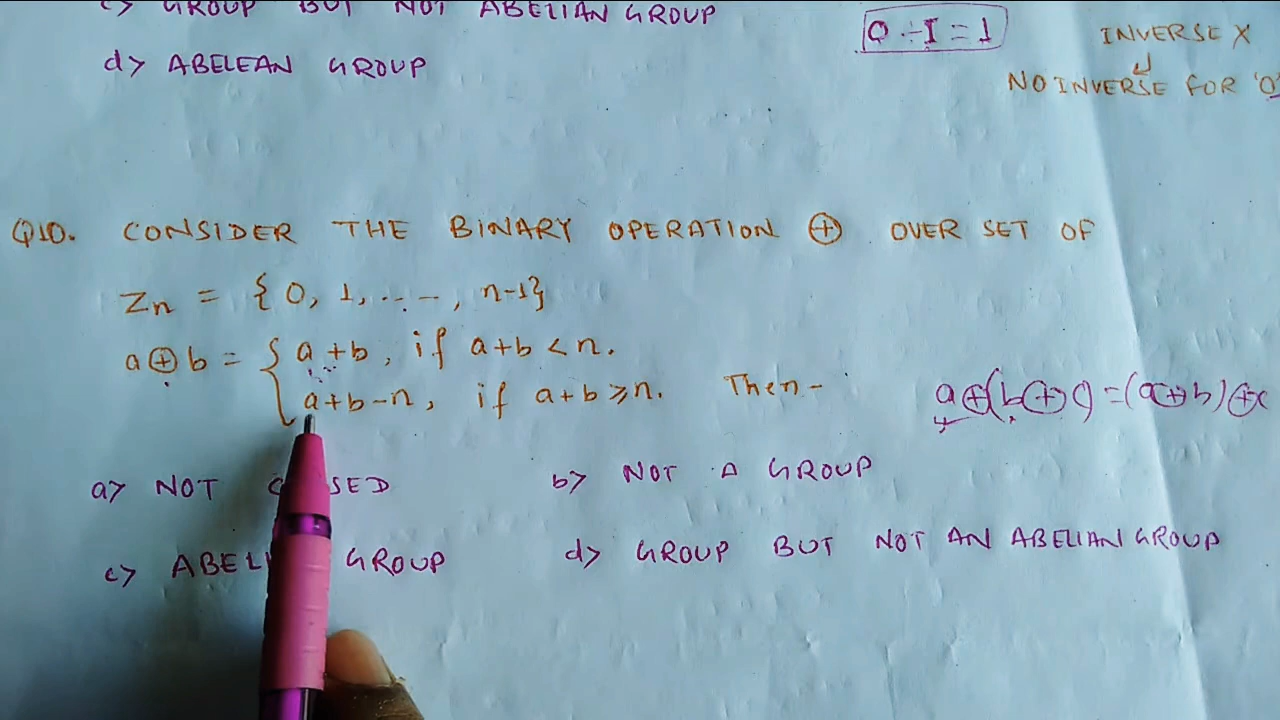 c) GROUP BUT NOT ABELIAN GROUP
d) ABELEAN GROUP
0 ÷ I = 1
INVERSE X
↓
NO INVERSE FOR '0'
Q10. CONSIDER THE BINARY OPERATION ⊕ OVER SET OF
Zn = {0, 1, ..., n-1}
a ⊕ b = { a + b, if a + b < n.
a + b - n, if a + b ≥ n. Then -
a ⊕ (b ⊕ c) = (a ⊕ b) ⊕ c
a) NOT
b) NOT A GROUP
c) GROUP
d) GROUP BUT NOT AN ABELIAN GROUP